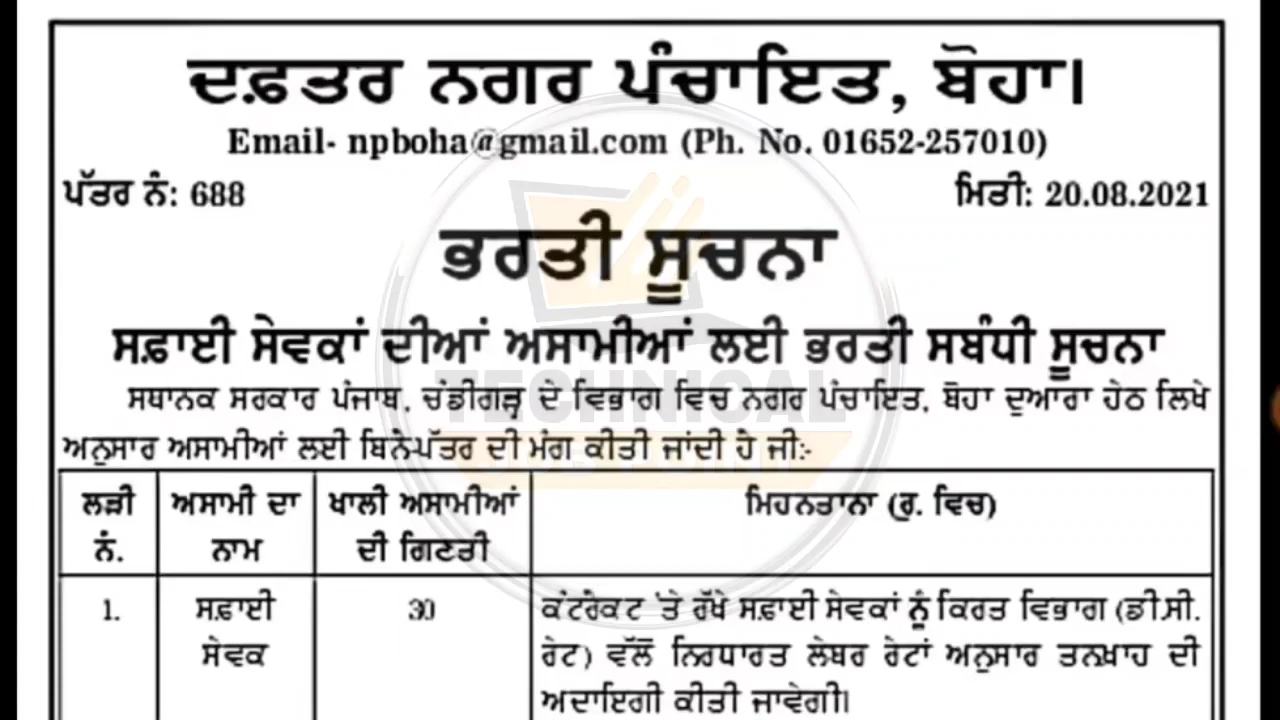 ਦਫ਼ਤਰ ਨਗਰ ਪੰਚਾਇਤ, ਬੋਹਾ।
Email- npboha@gmail.com (Ph. No. 01652-257010)
ਪੱਤਰ ਨੰ: 688
ਮਿਤੀ: 20.08.2021
ਭਰਤੀ ਸੂਚਨਾ
ਸਫ਼ਾਈ ਸੇਵਕਾਂ ਦੀਆਂ ਅਸਾਮੀਆਂ ਲਈ ਭਰਤੀ ਸਬੰਧੀ ਸੂਚਨਾ
ਸਥਾਨਕ ਸਰਕਾਰ ਪੰਜਾਬ, ਚੰਡੀਗੜ੍ਹ ਦੇ ਵਿਭਾਗ ਵਿਚ ਨਗਰ ਪੰਚਾਇਤ, ਬੋਹਾ ਦੁਆਰਾ ਹੇਠ ਲਿਖੇ
ਅਨੁਸਾਰ ਅਸਾਮੀਆਂ ਲਈ ਬਿਨੈ-ਪੱਤਰ ਦੀ ਮੰਗ ਕੀਤੀ ਜਾਂਦੀ ਹੈ ਜੀ:-
ਲੜੀ
ਨੰ.
ਅਸਾਮੀ ਦਾ
ਨਾਮ
ਖਾਲੀ ਅਸਾਮੀਆਂ
ਦੀ ਗਿਣਤੀ
ਮਿਹਨਤਾਨਾ (ਰੁ. ਵਿਚ)
1.
ਸਫ਼ਾਈ
ਸੇਵਕ
30
ਕੰਟਰੈਕਟ 'ਤੇ ਰੱਖੇ ਸਫ਼ਾਈ ਸੇਵਕਾਂ ਨੂੰ ਕਿਰਤ ਵਿਭਾਗ (ਡੀ.ਸੀ.
ਰੇਟ) ਵੱਲੋਂ ਨਿਰਧਾਰਤ ਲੇਬਰ ਰੇਟਾਂ ਅਨੁਸਾਰ ਤਨਖ਼ਾਹ ਦੀ
ਅਦਾਇਗੀ ਕੀਤੀ ਜਾਵੇਗੀ।
TECHNICAL